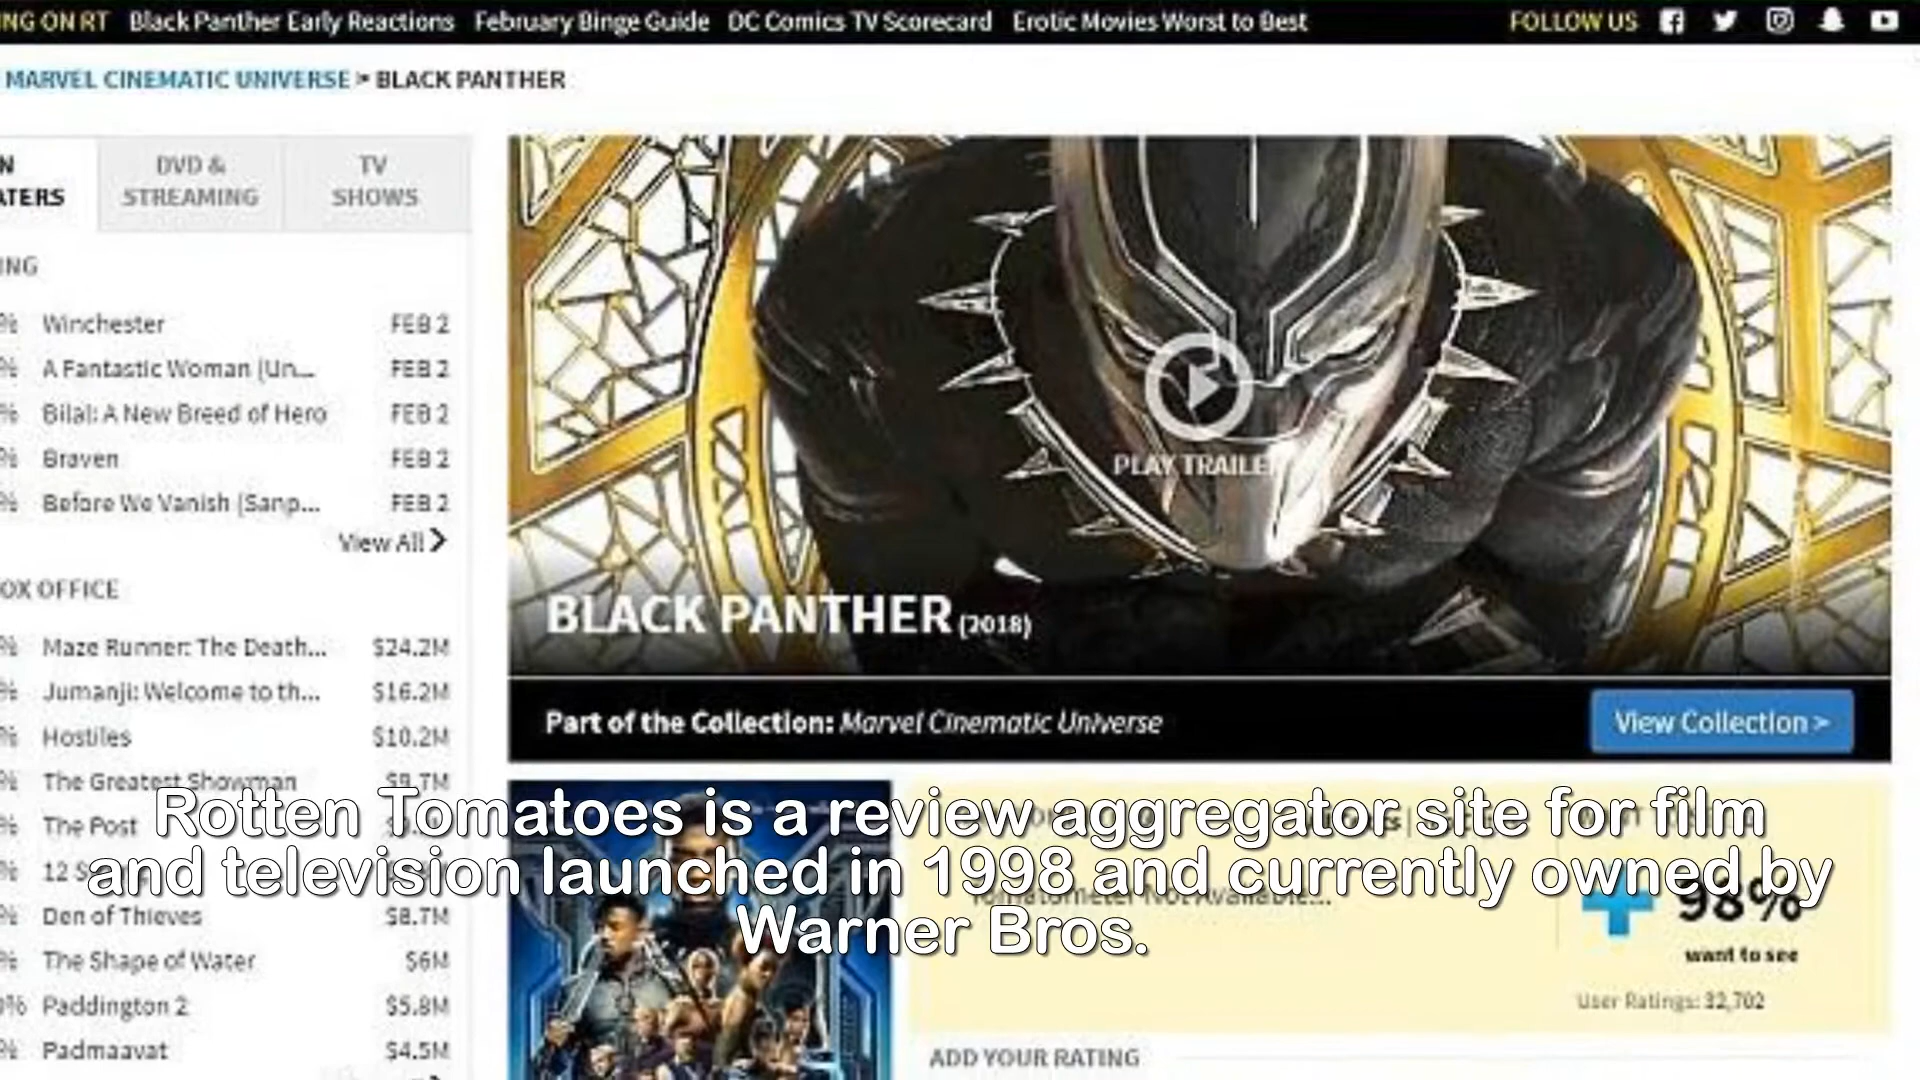 ING ON RT Black Panther Early Reactions February Binge Guide DC Comics TV Scorecard Erotic Movies Worst to Best FOLLOW US
MARVEL CINEMATIC UNIVERSE > BLACK PANTHER
N
ATERS
DVD &
STREAMING
TV
SHOWS
ING
% Winchester FEB 2
% A Fantastic Woman (Un... FEB 2
% Bilal: A New Breed of Hero FEB 2
% Braven FEB 2
% Before We Vanish (Sanp... FEB 2
View All >
OX OFFICE
% Maze Runner: The Death... $24.2M
% Jumanji: Welcome to th... $16.2M
% Hostiles $10.2M
% The Greatest Showman $9.7M
% The Post
% 12 S
% Den of Thieves $8.7M
% The Shape of Water $6M
% Paddington 2 $5.8M
% Padmaavat $4.5M
PLAY TRAILER
BLACK PANTHER (2018)
Part of the Collection: Marvel Cinematic Universe
View Collection >
Tomatometer Not Available...
98%
want to see
User Ratings: 32,702
ADD YOUR RATING
Rotten Tomatoes is a review aggregator site for film
and television launched in 1998 and currently owned by
Warner Bros.